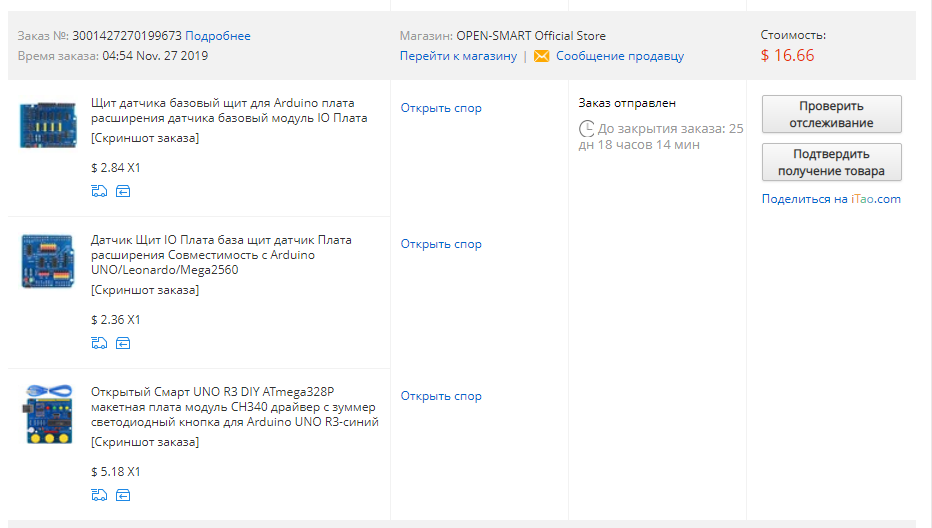 Заказ №: 3001427270199673 Подробнее
Время заказа: 04:54 Nov. 27 2019
Магазин: OPEN-SMART Official Store
Перейти к магазину | Сообщение продавцу
Стоимость:
$ 16.66
Щит датчика базовый щит для Arduino плата
расширения датчика базовый модуль IO Плата
[Скриншот заказа]
$ 2.84 X1
Открыть спор
Заказ отправлен
До закрытия заказа: 25
дн 18 часов 14 мин
Проверить
отслеживание
Подтвердить
получение товара
Поделиться на iTao.com
Датчик Щит IO Плата база щит датчик Плата
расширения Совместимость с Arduino
UNO/Leonardo/Mega2560
[Скриншот заказа]
$ 2.36 X1
Открыть спор
Открытый Смарт UNO R3 DIY ATmega328P
макетная плата модуль CH340 драйвер с зуммер
светодиодный кнопка для Arduino UNO R3-синий
[Скриншот заказа]
$ 5.18 X1
Открыть спор